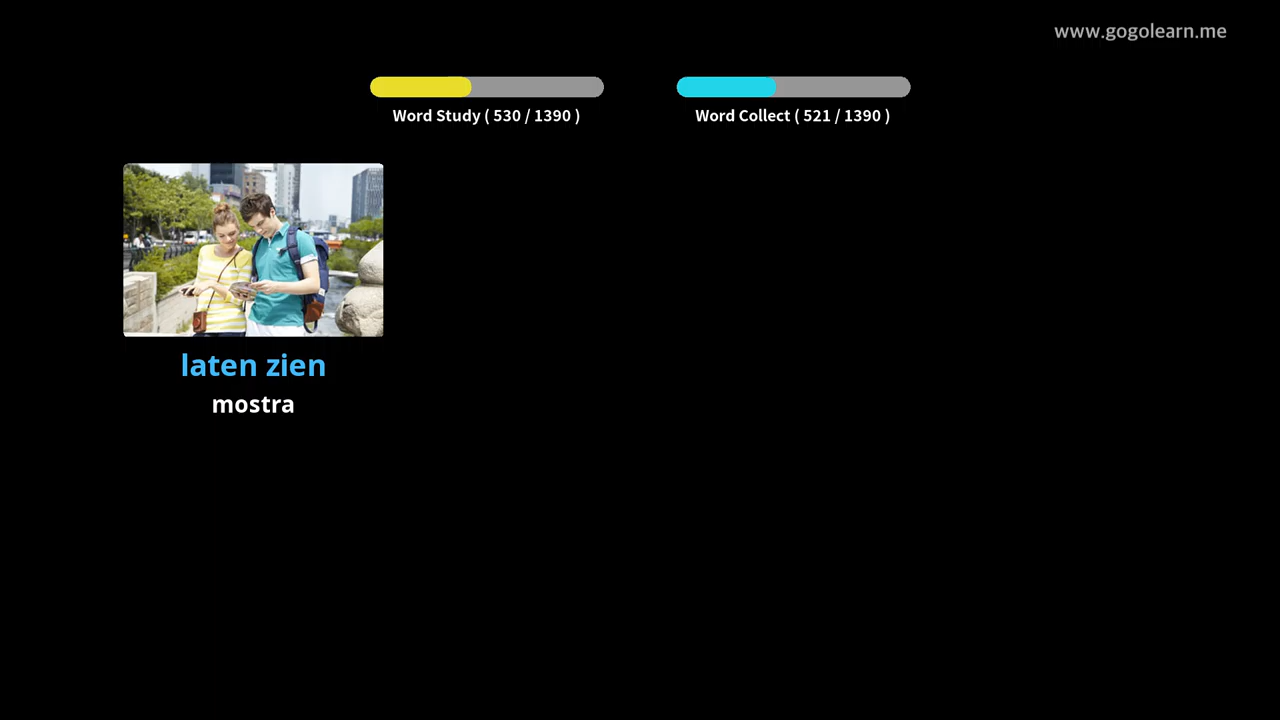 www.gogolearn.me
Word Study ( 530 / 1390 )
Word Collect ( 521 / 1390 )
laten zien
mostra